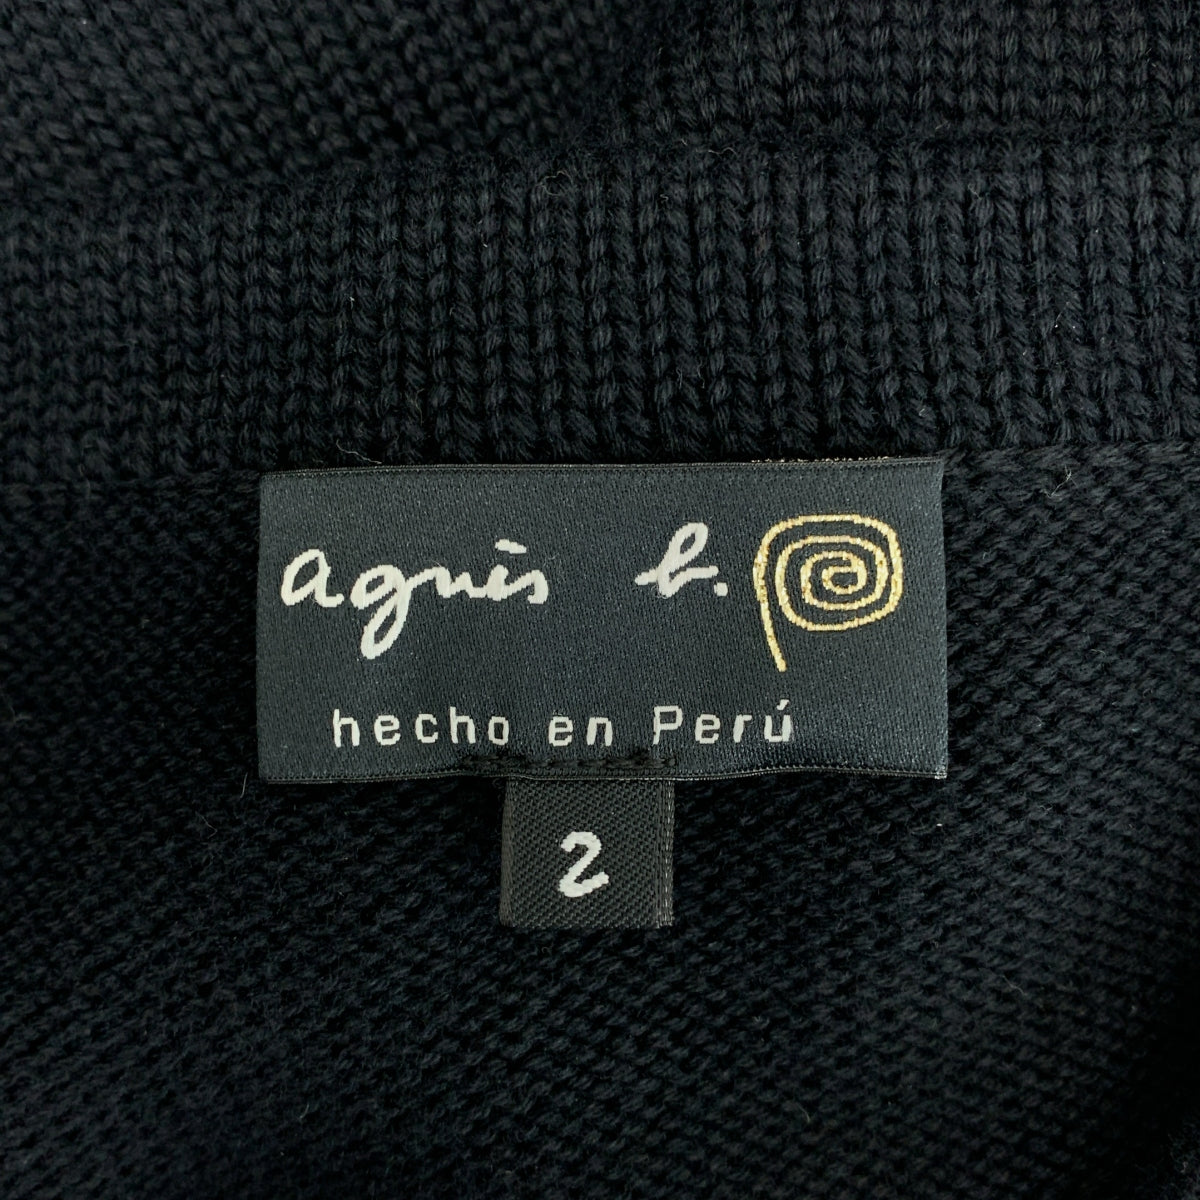 agnès b.
hecho en Perú
2